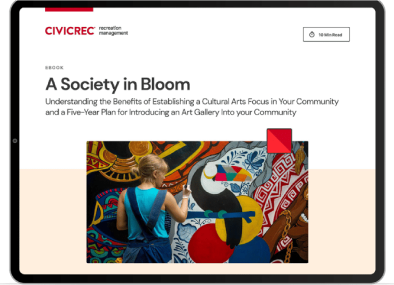 CIVICREC® recreation
management
16 Min Read
EBOOK
A Society in Bloom
Understanding the Benefits of Establishing a Cultural Arts Focus in Your Community
and a Five-Year Plan for Introducing an Art Gallery Into your Community